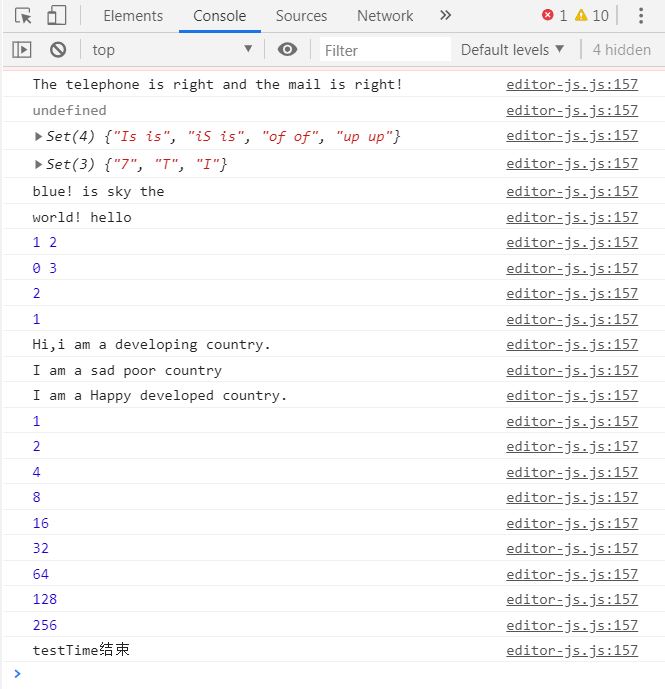 Elements Console Sources Network » 1 10
top Filter Default levels 4 hidden
The telephone is right and the mail is right! editor-js.js:157
undefined editor-js.js:157
Set(4) {"Is is", "iS is", "of of", "up up"} editor-js.js:157
Set(3) {"7", "T", "I"} editor-js.js:157
blue! is sky the editor-js.js:157
world! hello editor-js.js:157
1 2 editor-js.js:157
0 3 editor-js.js:157
2 editor-js.js:157
1 editor-js.js:157
Hi,i am a developing country. editor-js.js:157
I am a sad poor country editor-js.js:157
I am a Happy developed country. editor-js.js:157
1 editor-js.js:157
2 editor-js.js:157
4 editor-js.js:157
8 editor-js.js:157
16 editor-js.js:157
32 editor-js.js:157
64 editor-js.js:157
128 editor-js.js:157
256 editor-js.js:157
testTime结束 editor-js.js:157
>